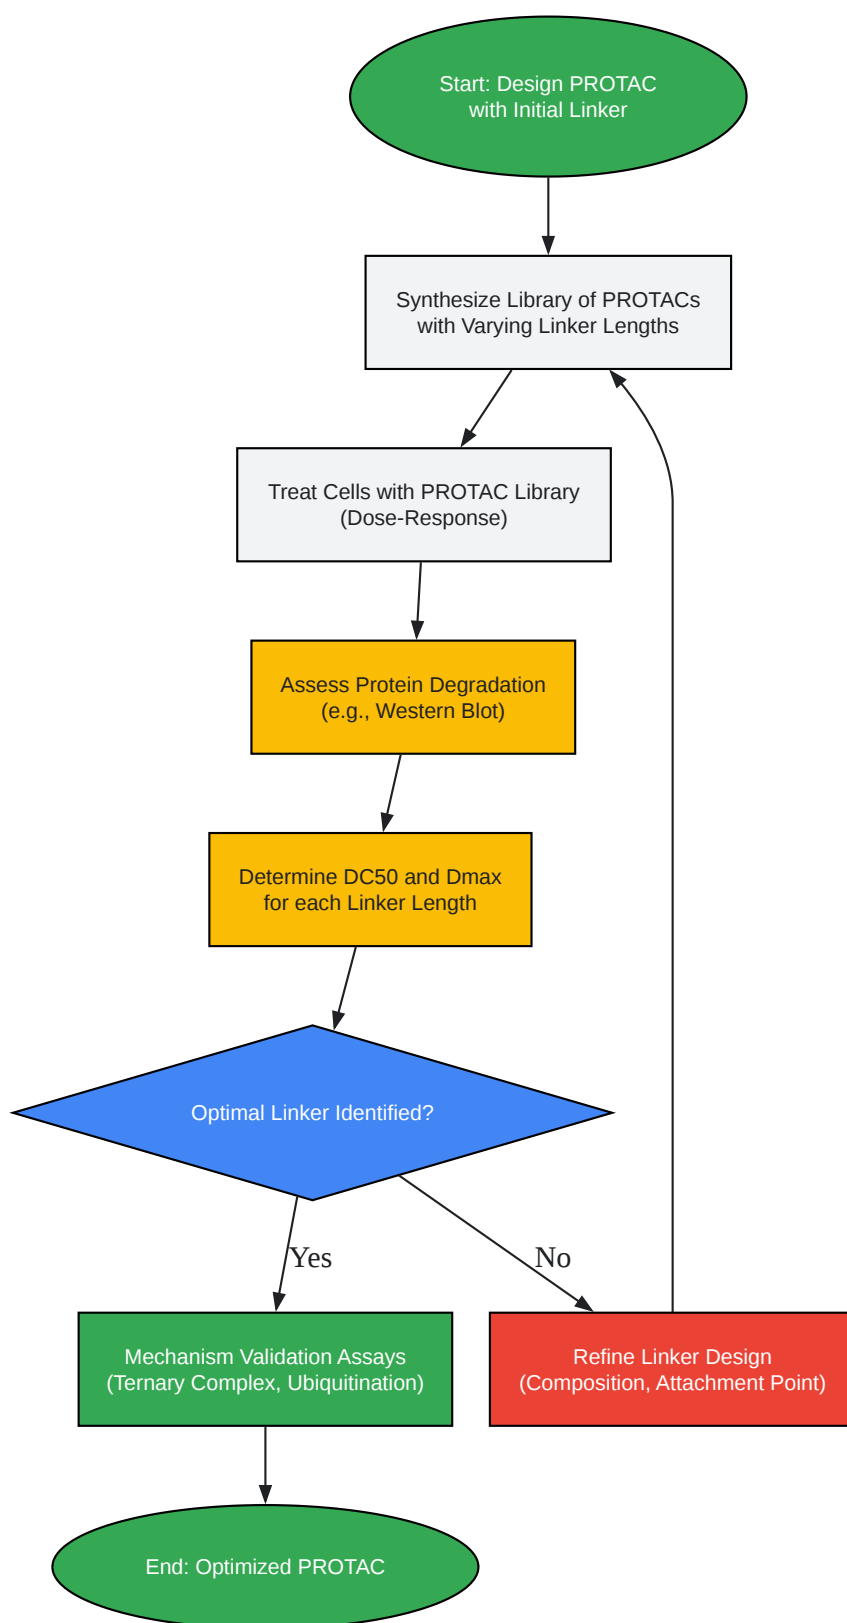 Start: Design PROTAC
with Initial Linker
Synthesize Library of PROTACs
with Varying Linker Lengths
Treat Cells with PROTAC Library
(Dose-Response)
Assess Protein Degradation
(e.g., Western Blot)
Determine DC50 and Dmax
for each Linker Length
Optimal Linker Identified?
Yes
No
Mechanism Validation Assays
(Ternary Complex, Ubiquitination)
Refine Linker Design
(Composition, Attachment Point)
End: Optimized PROTAC